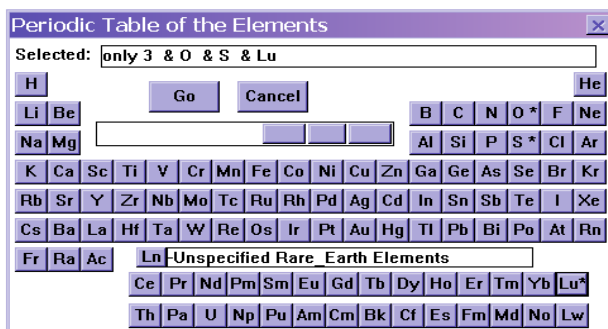 Periodic Table of the Elements
Selected: only 3 & O & S & Lu
H He
Go Cancel
Li Be B C N O * F Ne
Na Mg Al Si P S * Cl Ar
K Ca Sc Ti V Cr Mn Fe Co Ni Cu Zn Ga Ge As Se Br Kr
Rb Sr Y Zr Nb Mo Tc Ru Rh Pd Ag Cd In Sn Sb Te I Xe
Cs Ba La Hf Ta W Re Os Ir Pt Au Hg Tl Pb Bi Po At Rn
Fr Ra Ac Ln -Unspecified Rare_Earth Elements
Ce Pr Nd Pm Sm Eu Gd Tb Dy Ho Er Tm Yb Lu*
Th Pa U Np Pu Am Cm Bk Cf Es Fm Md No Lw